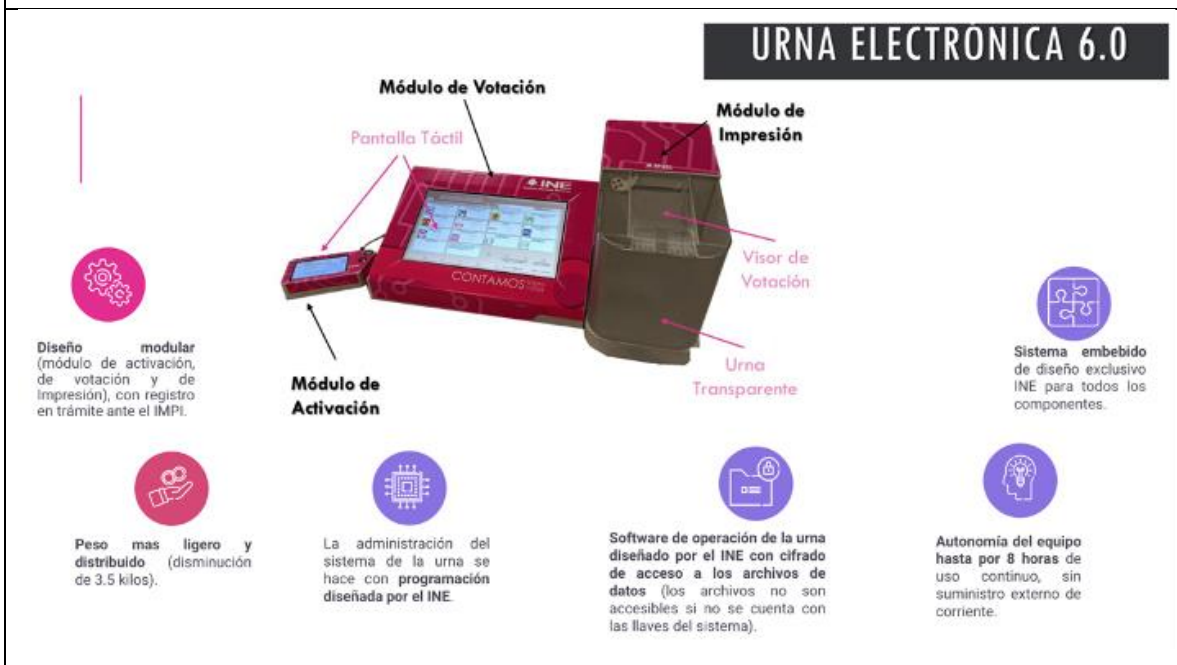 URNA ELECTRÓNICA 6.0
Módulo de Votación
Pantalla Táctil
Módulo de
Impresión
INE
CONTAMOS
Visor de
Votación
Urna
Transparente
Módulo de
Activación
Diseño modular
(módulo de activación,
de votación y de
Impresión), con registro
en trámite ante el IMPI.
Sistema embebido
de diseño exclusivo
INE para todos los
componentes.
Peso mas ligero y
distribuido (disminución
de 3.5 kilos).
La administración del
sistema de la urna se
hace con programación
diseñada por el INE.
Software de operación de la urna
diseñado por el INE con cifrado
de acceso a los archivos de
datos (los archivos no son
accesibles si no se cuenta con
las llaves del sistema).
Autonomía del equipo
hasta por 8 horas de
uso continuo, sin
suministro externo de
corriente.